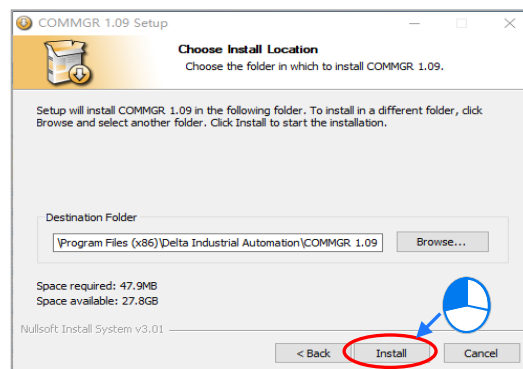 COMMGR 1.09 Setup
Choose Install Location
Choose the folder in which to install COMMGR 1.09.
Setup will install COMMGR 1.09 in the following folder. To install in a different folder, click
Browse and select another folder. Click Install to start the installation.
Destination Folder
\Program Files (x86)\Delta Industrial Automation\COMMGR 1.09
Browse...
Space required: 47.9MB
Space available: 27.8GB
Nullsoft Install System v3.01
< Back Install Cancel